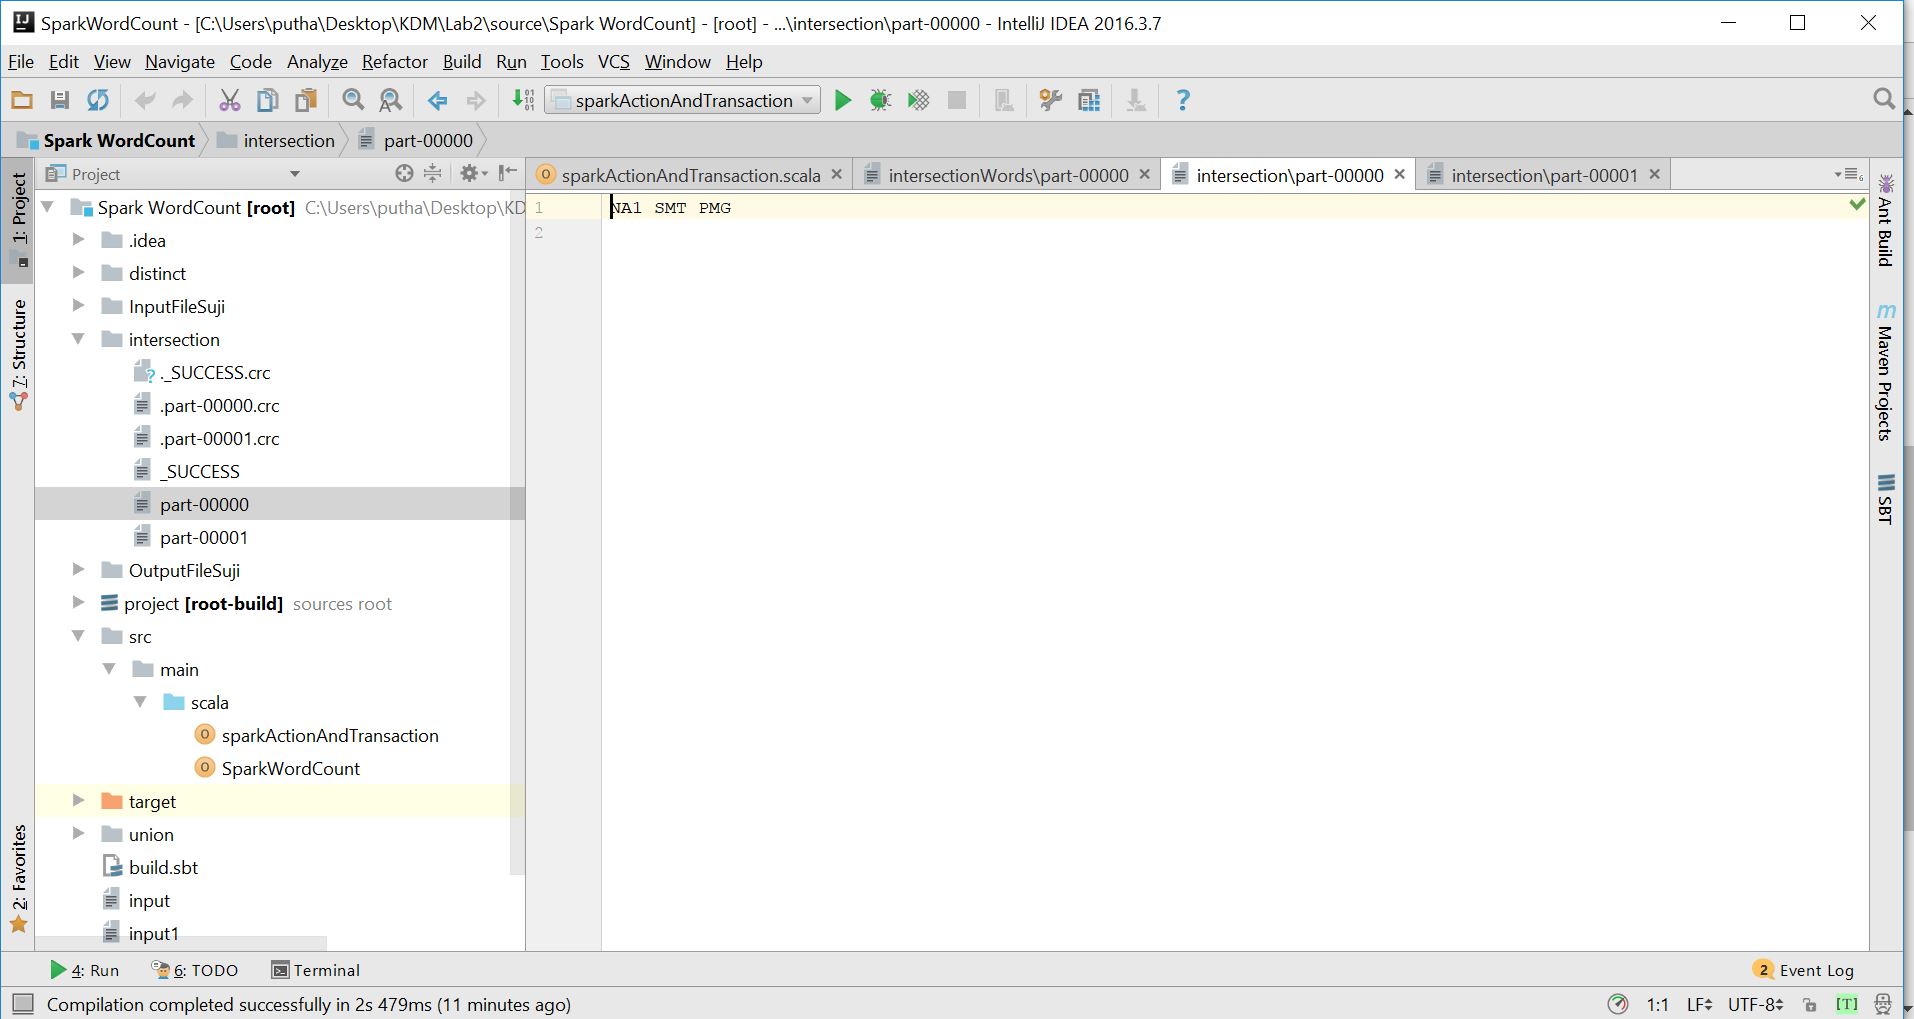 SparkWordCount - [C:\Users\putha\Desktop\KDM\Lab2\source\Spark WordCount] - [root] - ...\intersection\part-00000 - IntelliJ IDEA 2016.3.7
File Edit View Navigate Code Analyze Refactor Build Run Tools VCS Window Help
sparkActionAndTransaction
Spark WordCount intersection part-00000
1: Project
7: Structure
2: Favorites
Project
Spark WordCount [root] C:\Users\putha\Desktop\KD
.idea
distinct
InputFileSuji
intersection
._SUCCESS.crc
.part-00000.crc
.part-00001.crc
_SUCCESS
part-00000
part-00001
OutputFileSuji
project [root-build] sources root
src
main
scala
sparkActionAndTransaction
SparkWordCount
target
union
build.sbt
input
input1
sparkActionAndTransaction.scala intersectionWords\part-00000 intersection\part-00000 intersection\part-00001
1 NA1 SMT PMG
2
Ant Build
Maven Projects
SBT
4: Run 6: TODO Terminal 2 Event Log
Compilation completed successfully in 2s 479ms (11 minutes ago) 1:1 LF UTF-8 [T]